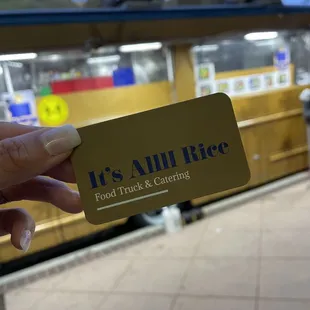 It's Allll Rice
Food Truck & Catering